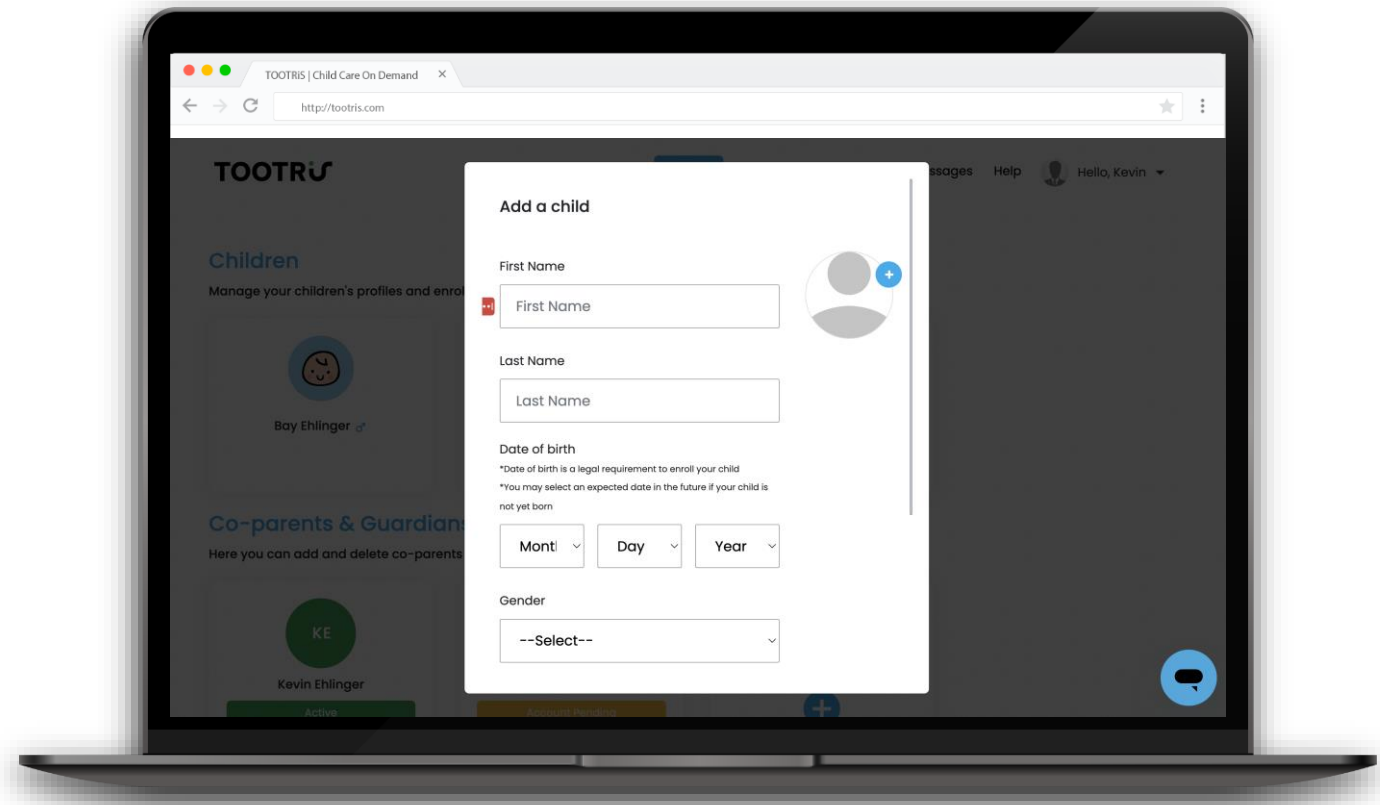 TOOTRiS | Child Care On Demand
http://tootris.com
TOOTRiS
ssages Help Hello, Kevin
Add a child
Children
Manage your children's profiles and enrol
First Name
First Name
Last Name
Last Name
Bay Ehlinger
Date of birth
*Date of birth is a legal requirement to enroll your child
*You may select an expected date in the future if your child is
not yet born
Co-parents & Guardians
Here you can add and delete co-parents
Mont Day Year
Gender
KE
--Select--
Kevin Ehlinger
Active
Account Pending